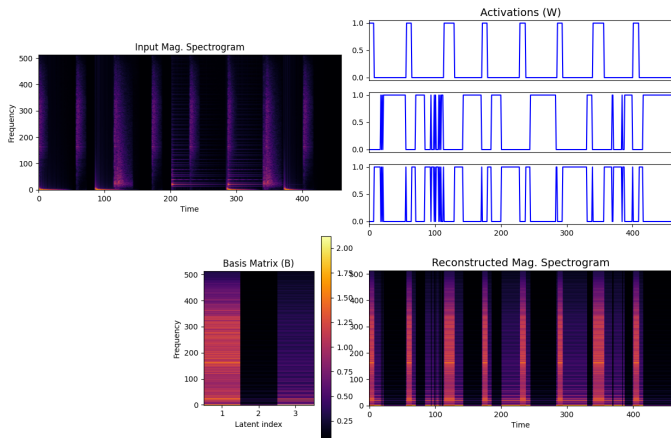 Activations (W)
1.0
0.5
0.0
1.0
0.5
0.0
1.0
0.5
0.0
0 100 200 300 400
Input Mag. Spectrogram
Frequency
500
400
300
200
100
0
0 100 200 300 400
Time
Basis Matrix (B)
Frequency
500
400
300
200
100
0
1 2 3
Latent index
2.00
1.75
1.50
1.25
1.00
0.75
0.50
0.25
Reconstructed Mag. Spectrogram
500
400
300
200
100
0
0 100 200 300 400
Time